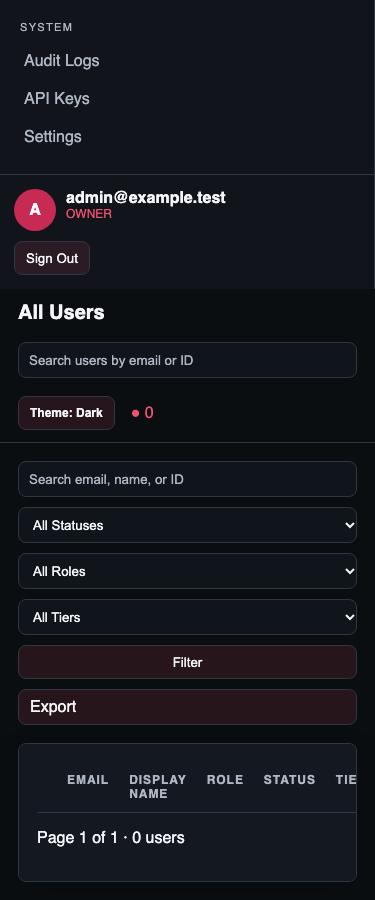 SYSTEM
Audit Logs
API Keys
Settings
A
admin@example.test
OWNER
Sign Out
All Users
Search users by email or ID
Theme: Dark
0
Search email, name, or ID
All Statuses
All Roles
All Tiers
Filter
Export
EMAIL DISPLAY NAME ROLE STATUS TIE
Page 1 of 1 · 0 users